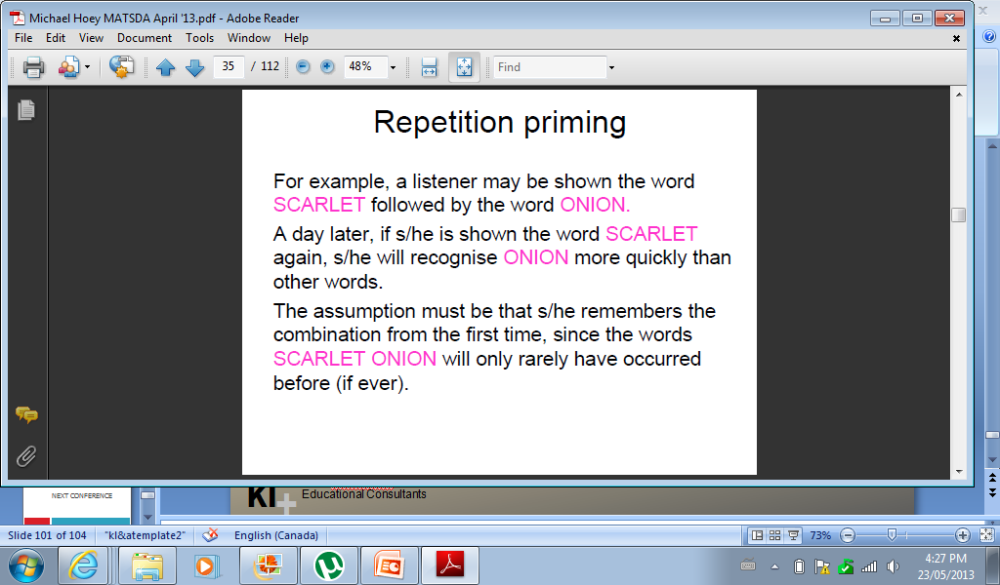 Michael Hoey MATSDA April '13.pdf - Adobe Reader
File Edit View Document Tools Window Help
35 / 112 48% Find
Repetition priming
For example, a listener may be shown the word
SCARLET followed by the word ONION.
A day later, if s/he is shown the word SCARLET
again, s/he will recognise ONION more quickly than
other words.
The assumption must be that s/he remembers the
combination from the first time, since the words
SCARLET ONION will only rarely have occurred
before (if ever).
NEXT CONFERENCE
KI+ Educational Consultants
Slide 101 of 104 "kl&atemplate2" English (Canada) 73%
4:27 PM
23/05/2013